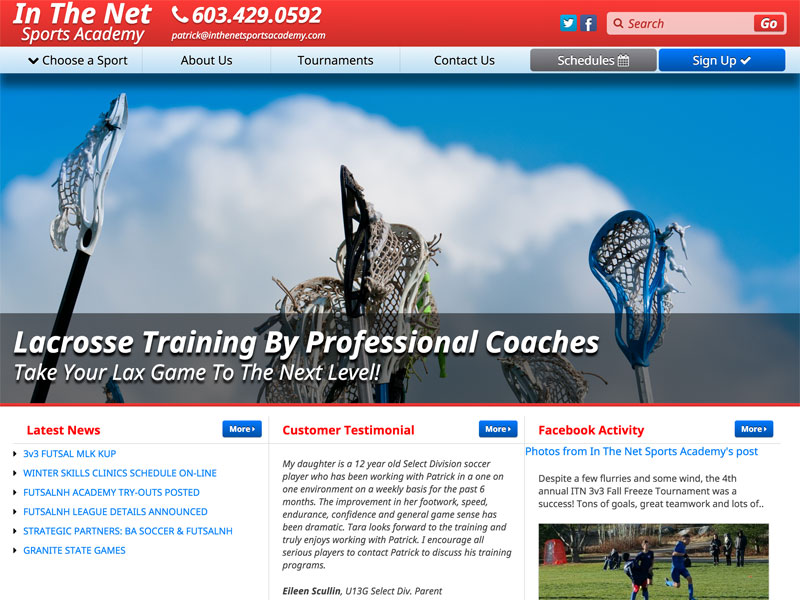 In The Net
Sports Academy
603.429.0592
patrick@inthenetsportsacademy.com
Search
Go
Choose a Sport
About Us
Tournaments
Contact Us
Schedules
Sign Up
Lacrosse Training By Professional Coaches
Take Your Lax Game To The Next Level!
Latest News
More
3v3 FUTSAL MLK KUP
WINTER SKILLS CLINICS SCHEDULE ON-LINE
FUTSALNH ACADEMY TRY-OUTS POSTED
FUTSALNH LEAGUE DETAILS ANNOUNCED
STRATEGIC PARTNERS: BA SOCCER & FUTSALNH
GRANITE STATE GAMES
Customer Testimonial
More
My daughter is a 12 year old Select Division soccer
player who has been working with Patrick in a one on
one environment on a weekly basis for the past 6
months. The improvement in her footwork, speed,
endurance, confidence and general game sense has
been dramatic. Tara looks forward to the training and
truly enjoys working with Patrick. I encourage all
serious players to contact Patrick to discuss his training
programs.
Eileen Scullin, U13G Select Div. Parent
Facebook Activity
More
Photos from In The Net Sports Academy's post
Despite a few flurries and some wind, the 4th
annual ITN 3v3 Fall Freeze Tournament was a
success! Tons of goals, great teamwork and lots of..